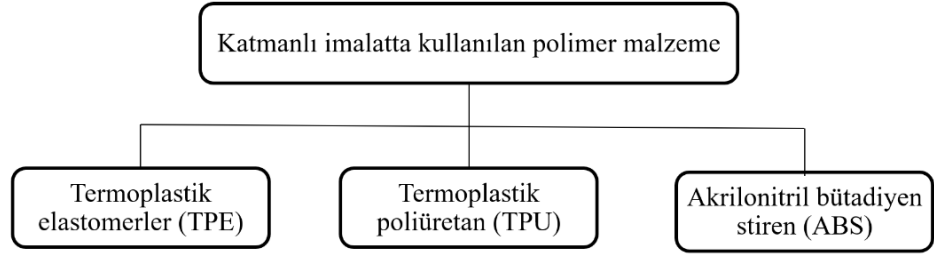 Katmanlı imalatta kullanılan polimer malzeme
Termoplastik
elastomerler (TPE)
Termoplastik
poliüretan (TPU)
Akrilonitril bütadiyen
stiren (ABS)